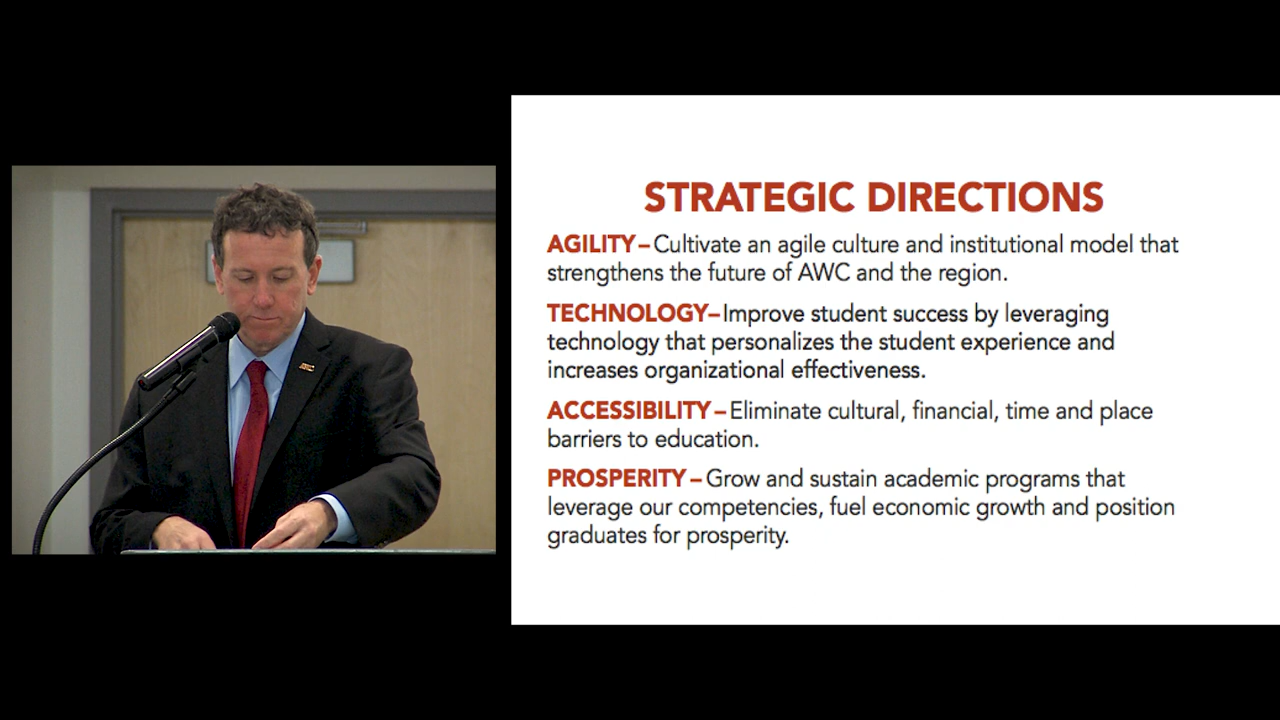 STRATEGIC DIRECTIONS
AGILITY – Cultivate an agile culture and institutional model that
strengthens the future of AWC and the region.
TECHNOLOGY– Improve student success by leveraging
technology that personalizes the student experience and
increases organizational effectiveness.
ACCESSIBILITY – Eliminate cultural, financial, time and place
barriers to education.
PROSPERITY – Grow and sustain academic programs that
leverage our competencies, fuel economic growth and position
graduates for prosperity.